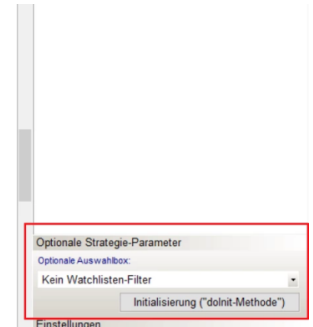 Optionale Strategie-Parameter
Optionale Auswahlbox:
Kein Watchlisten-Filter
Initialisierung ("doInit-Methode")
Einstellungen